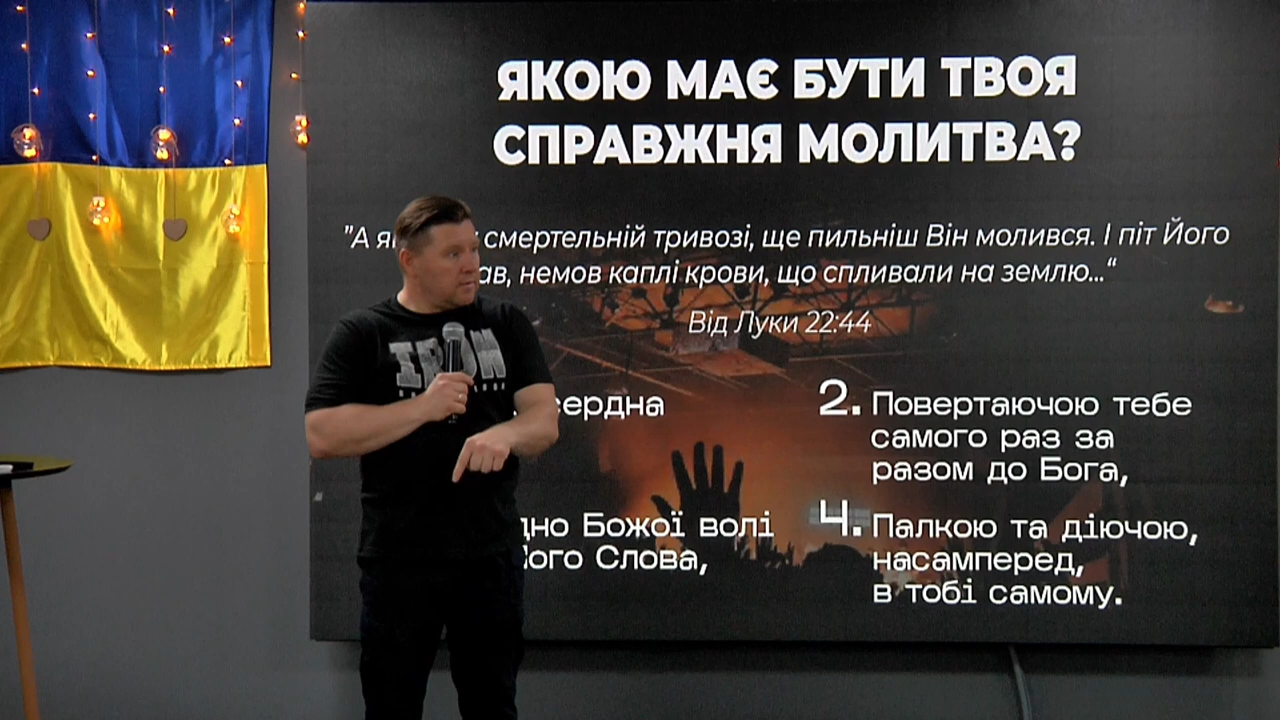 ЯКОЮ МАЄ БУТИ ТВОЯ
СПРАВЖНЯ МОЛИТВА?
"А смертельній тривозі, ще пильніш Він молився. І піт Його
немов каплі крови, що спливали на землю..."
Від Луки 22:44
2. Повертаючою тебе
самого раз за
разом до Бога,
Божої волі
Слова,
4. Палкою та діючою,
насамперед,
в тобі самому.